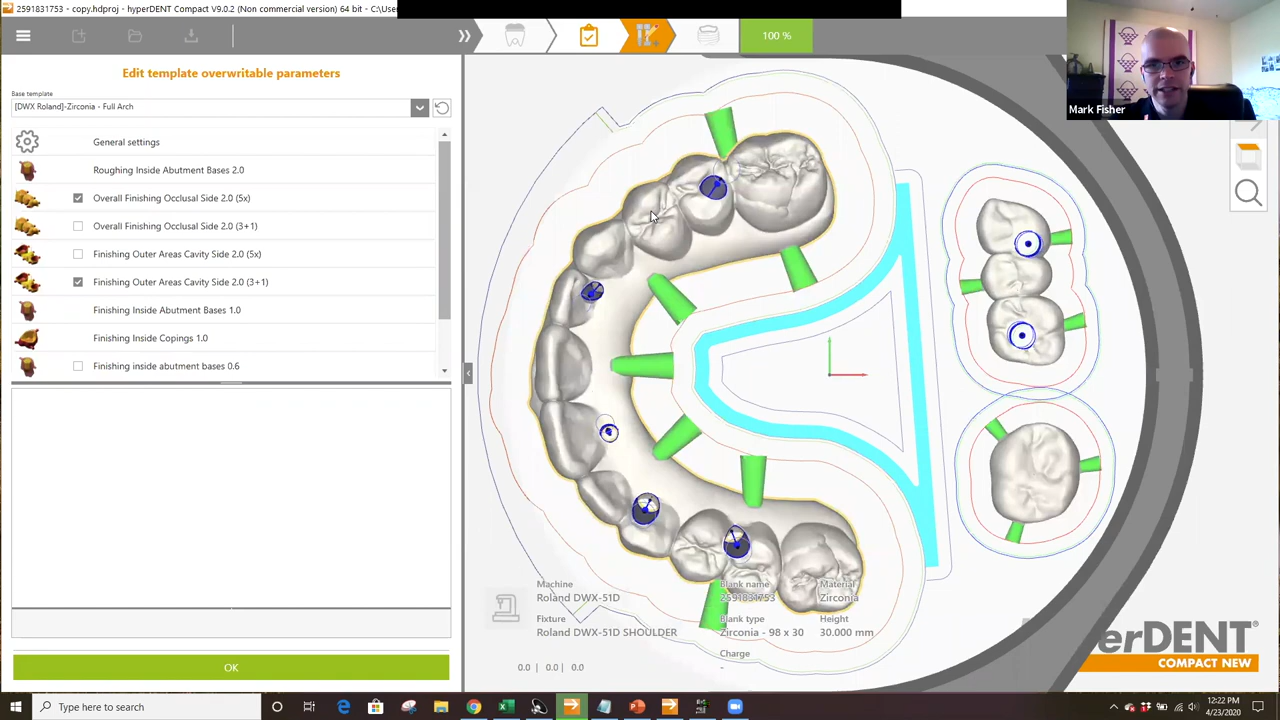 2591831753 - copy.hdproj - hyperDENT Compact V9.0.2 (Non commercial version) 64 bit - C:\Use
Mark Fisher
100 %
Edit template overwritable parameters
Base template
[DWX Roland]-Zirconia - Full Arch
General settings
Roughing Inside Abutment Bases 2.0
Overall Finishing Occlusal Side 2.0 (5x)
Overall Finishing Occlusal Side 2.0 (3+1)
Finishing Outer Areas Cavity Side 2.0 (5x)
Finishing Outer Areas Cavity Side 2.0 (3+1)
Finishing Inside Abutment Bases 1.0
Finishing Inside Copings 1.0
Finishing inside abutment bases 0.6
OK
Machine
Roland DWX-51D
Fixture
Roland DWX-51D SHOULDER
Blank name
2591831753
Blank type
Zirconia - 98 x 30
Charge
-
Material
Zirconia
Height
30.000 mm
0.0 | 0.0 | 0.0
erDENT®
COMPACT NEW
Type here to search
12:22 PM
4/23/2020